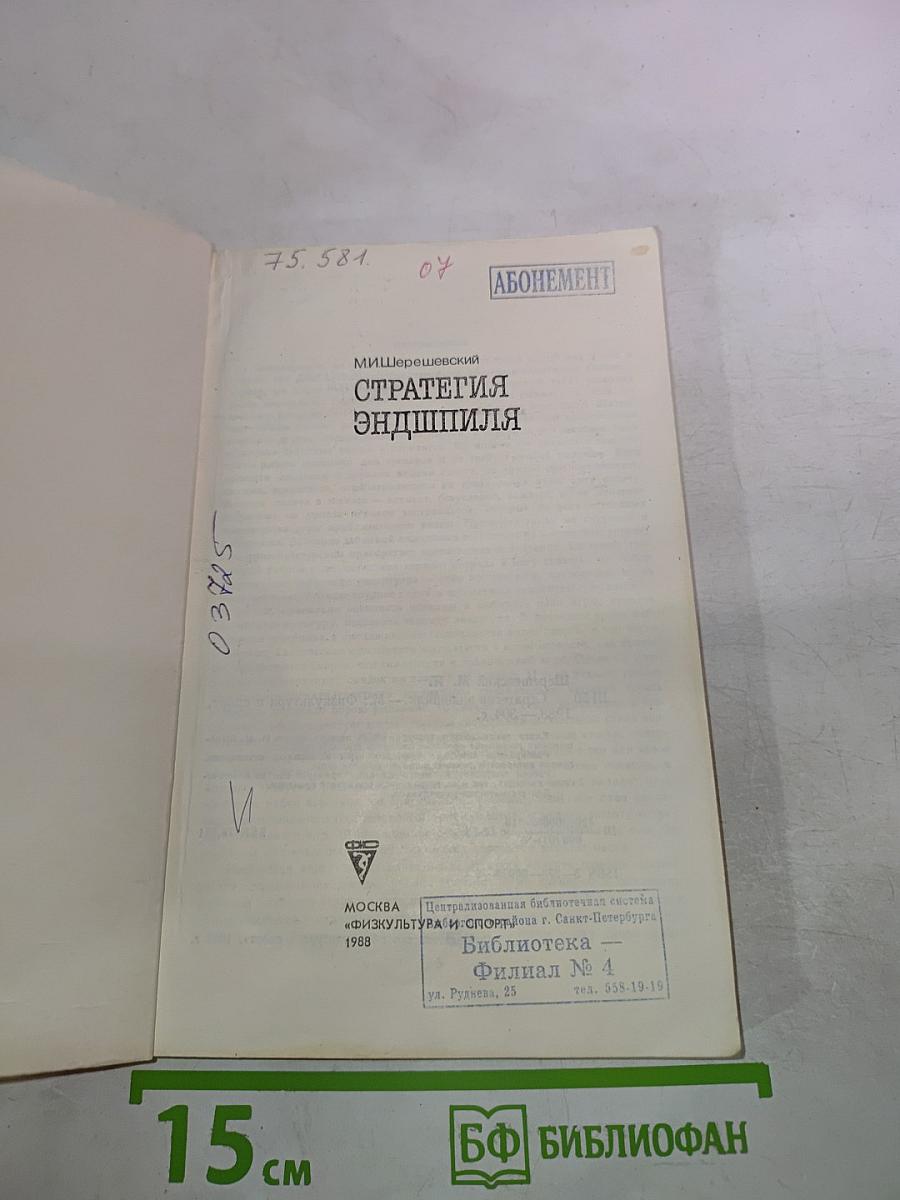 75.581.
07
АБОНЕМЕНТ
М.И.Шерешевский
СТРАТЕГИЯ
ЭНДШПИЛЯ
03725
МОСКВА
«ФИЗКУЛЬТУРА И СПОРТ»
1988
Централизованная библиотечная система
района г. Санкт-Петербурга
Библиотека —
Филиал № 4
ул. Руднева, 25 тел. 558-19-19
15 см
БФ БИБЛИОФАН